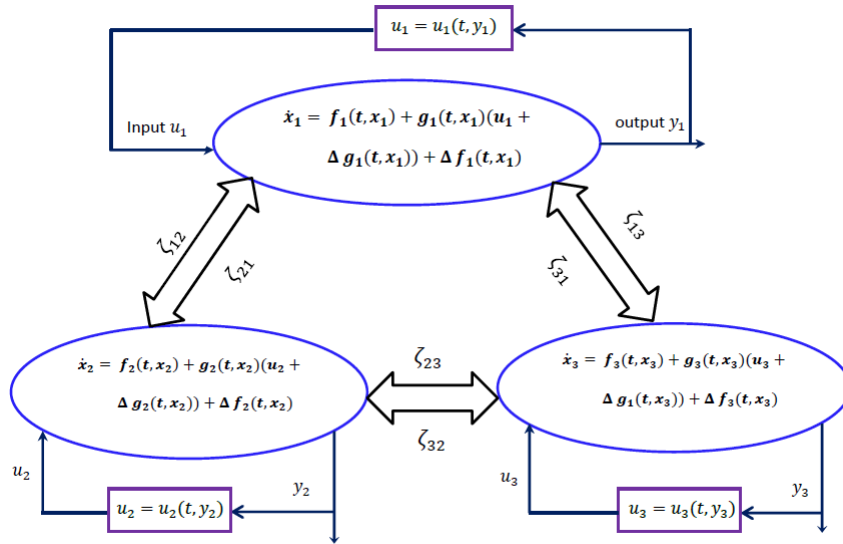 u₁ = u₁(t, y₁)
Input u₁
ẋ₁ = f₁(t, x₁) + g₁(t, x₁)(u₁ +
Δ g₁(t, x₁)) + Δ f₁(t, x₁)
output y₁
ζ₁₂
ζ₂₁
ζ₁₃
ζ₃₁
ẋ₂ = f₂(t, x₂) + g₂(t, x₂)(u₂ +
Δ g₂(t, x₂)) + Δ f₂(t, x₂)
ζ₂₃
ζ₃₂
ẋ₃ = f₃(t, x₃) + g₃(t, x₃)(u₃ +
Δ g₁(t, x₃)) + Δ f₃(t, x₃)
u₂
u₂ = u₂(t, y₂)
y₂
u₃
u₃ = u₃(t, y₃)
y₃